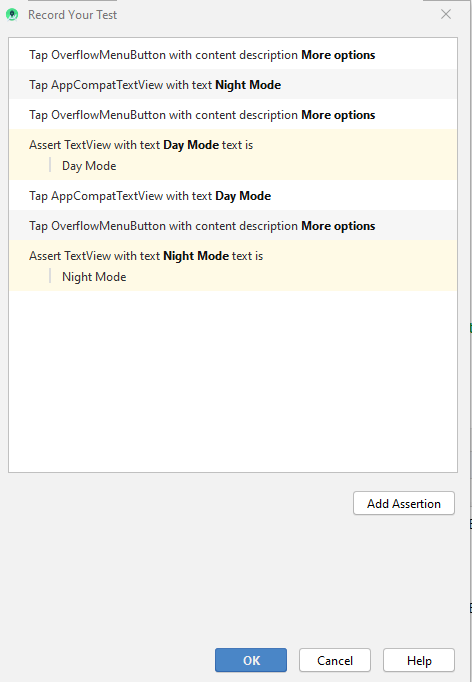 Record Your Test
Tap OverflowMenuButton with content description More options
Tap AppCompatTextView with text Night Mode
Tap OverflowMenuButton with content description More options
Assert TextView with text Day Mode text is
Day Mode
Tap AppCompatTextView with text Day Mode
Tap OverflowMenuButton with content description More options
Assert TextView with text Night Mode text is
Night Mode
Add Assertion
OK
Cancel
Help